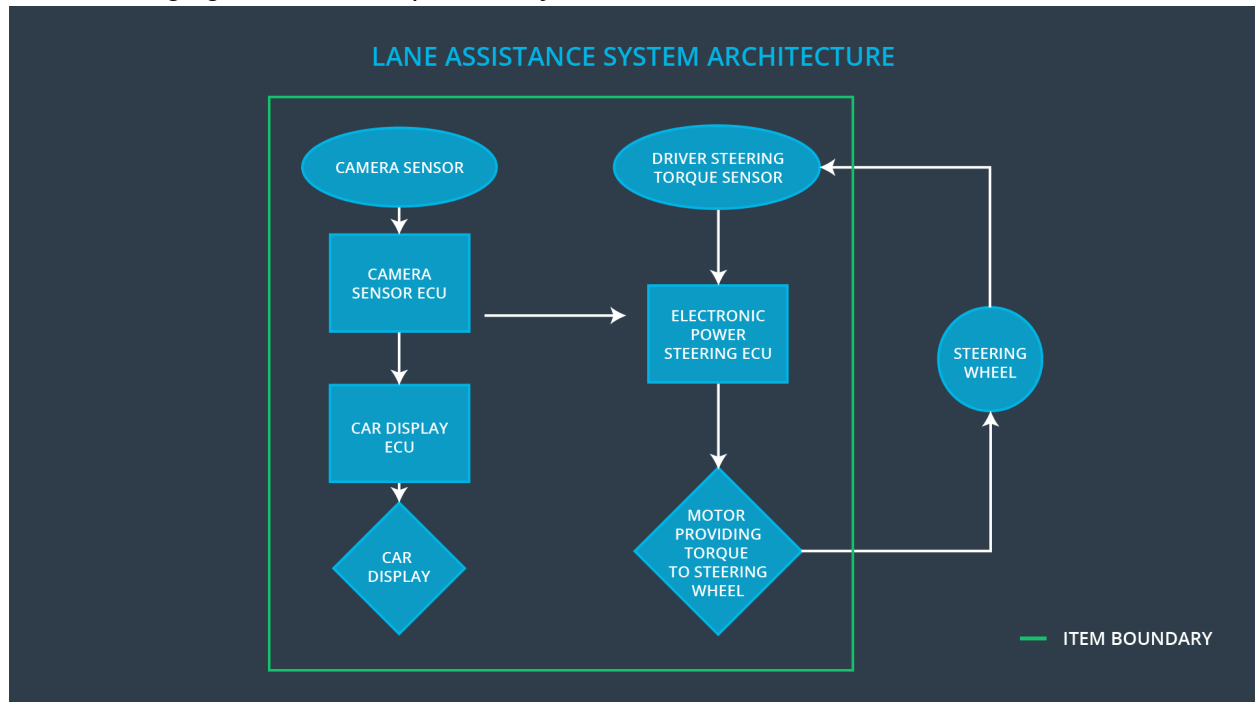 LANE ASSISTANCE SYSTEM ARCHITECTURE
CAMERA SENSOR
CAMERA
SENSOR ECU
CAR DISPLAY
ECU
CAR
DISPLAY
DRIVER STEERING
TORQUE SENSOR
ELECTRONIC
POWER
STEERING ECU
MOTOR
PROVIDING
TORQUE
TO STEERING
WHEEL
STEERING
WHEEL
ITEM BOUNDARY